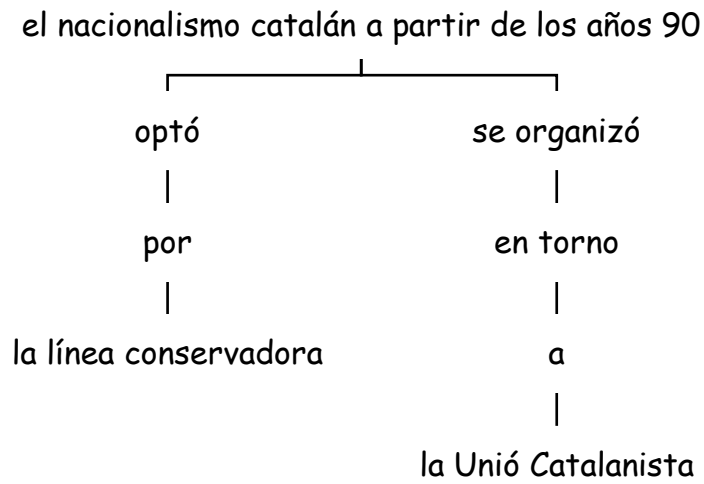 el nacionalismo catalán a partir de los años 90
optó
se organizó
por
en torno
la línea conservadora
a
la Unió Catalanista